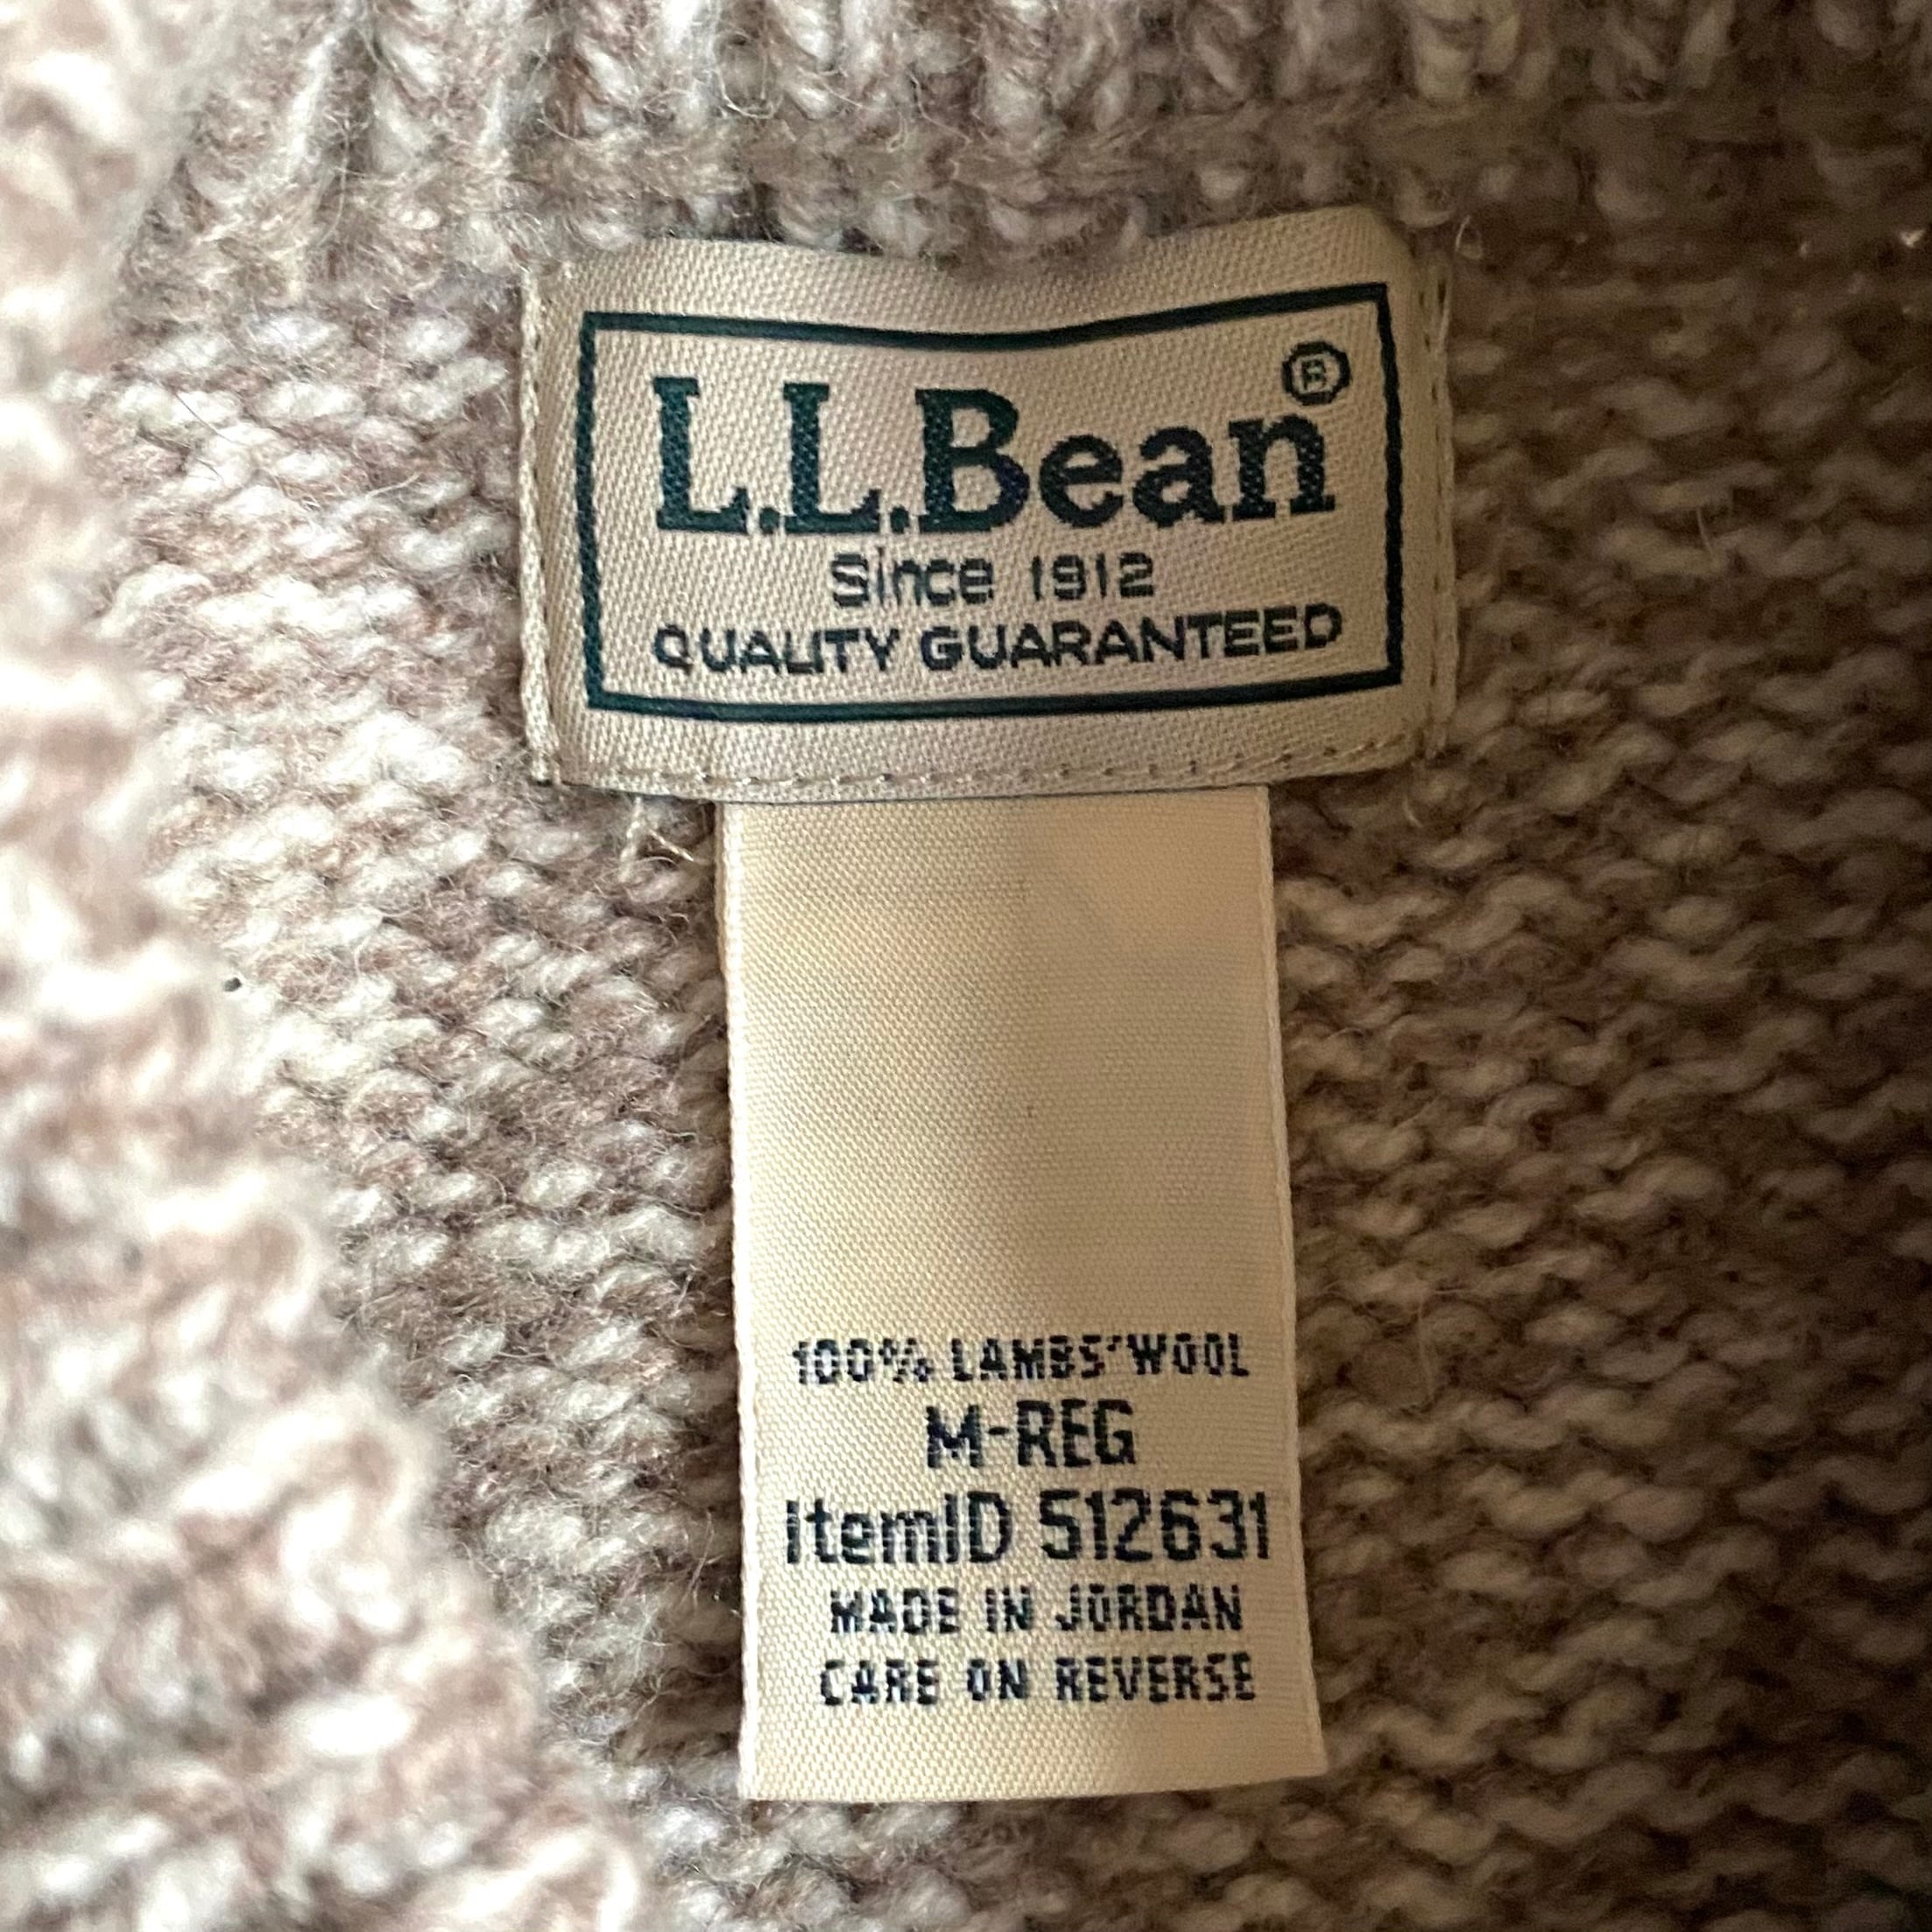 L.L.Bean®
Since 1912
QUALITY GUARANTEED
100% LAMBS' WOOL
M-REG
ItemID 512631
MADE IN JORDAN
CARE ON REVERSE